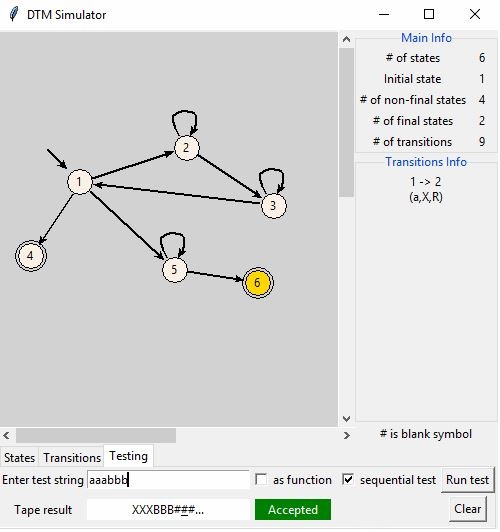 DTM Simulator
Main Info
# of states 6
Initial state 1
# of non-final states 4
# of final states 2
# of transitions 9
Transitions Info
1 -> 2
(a,X,R)
2
1
3
4
5
6
# is blank symbol
States Transitions Testing
Enter test string aaabbb as function sequential test Run test
Tape result XXXBBB###... Accepted Clear